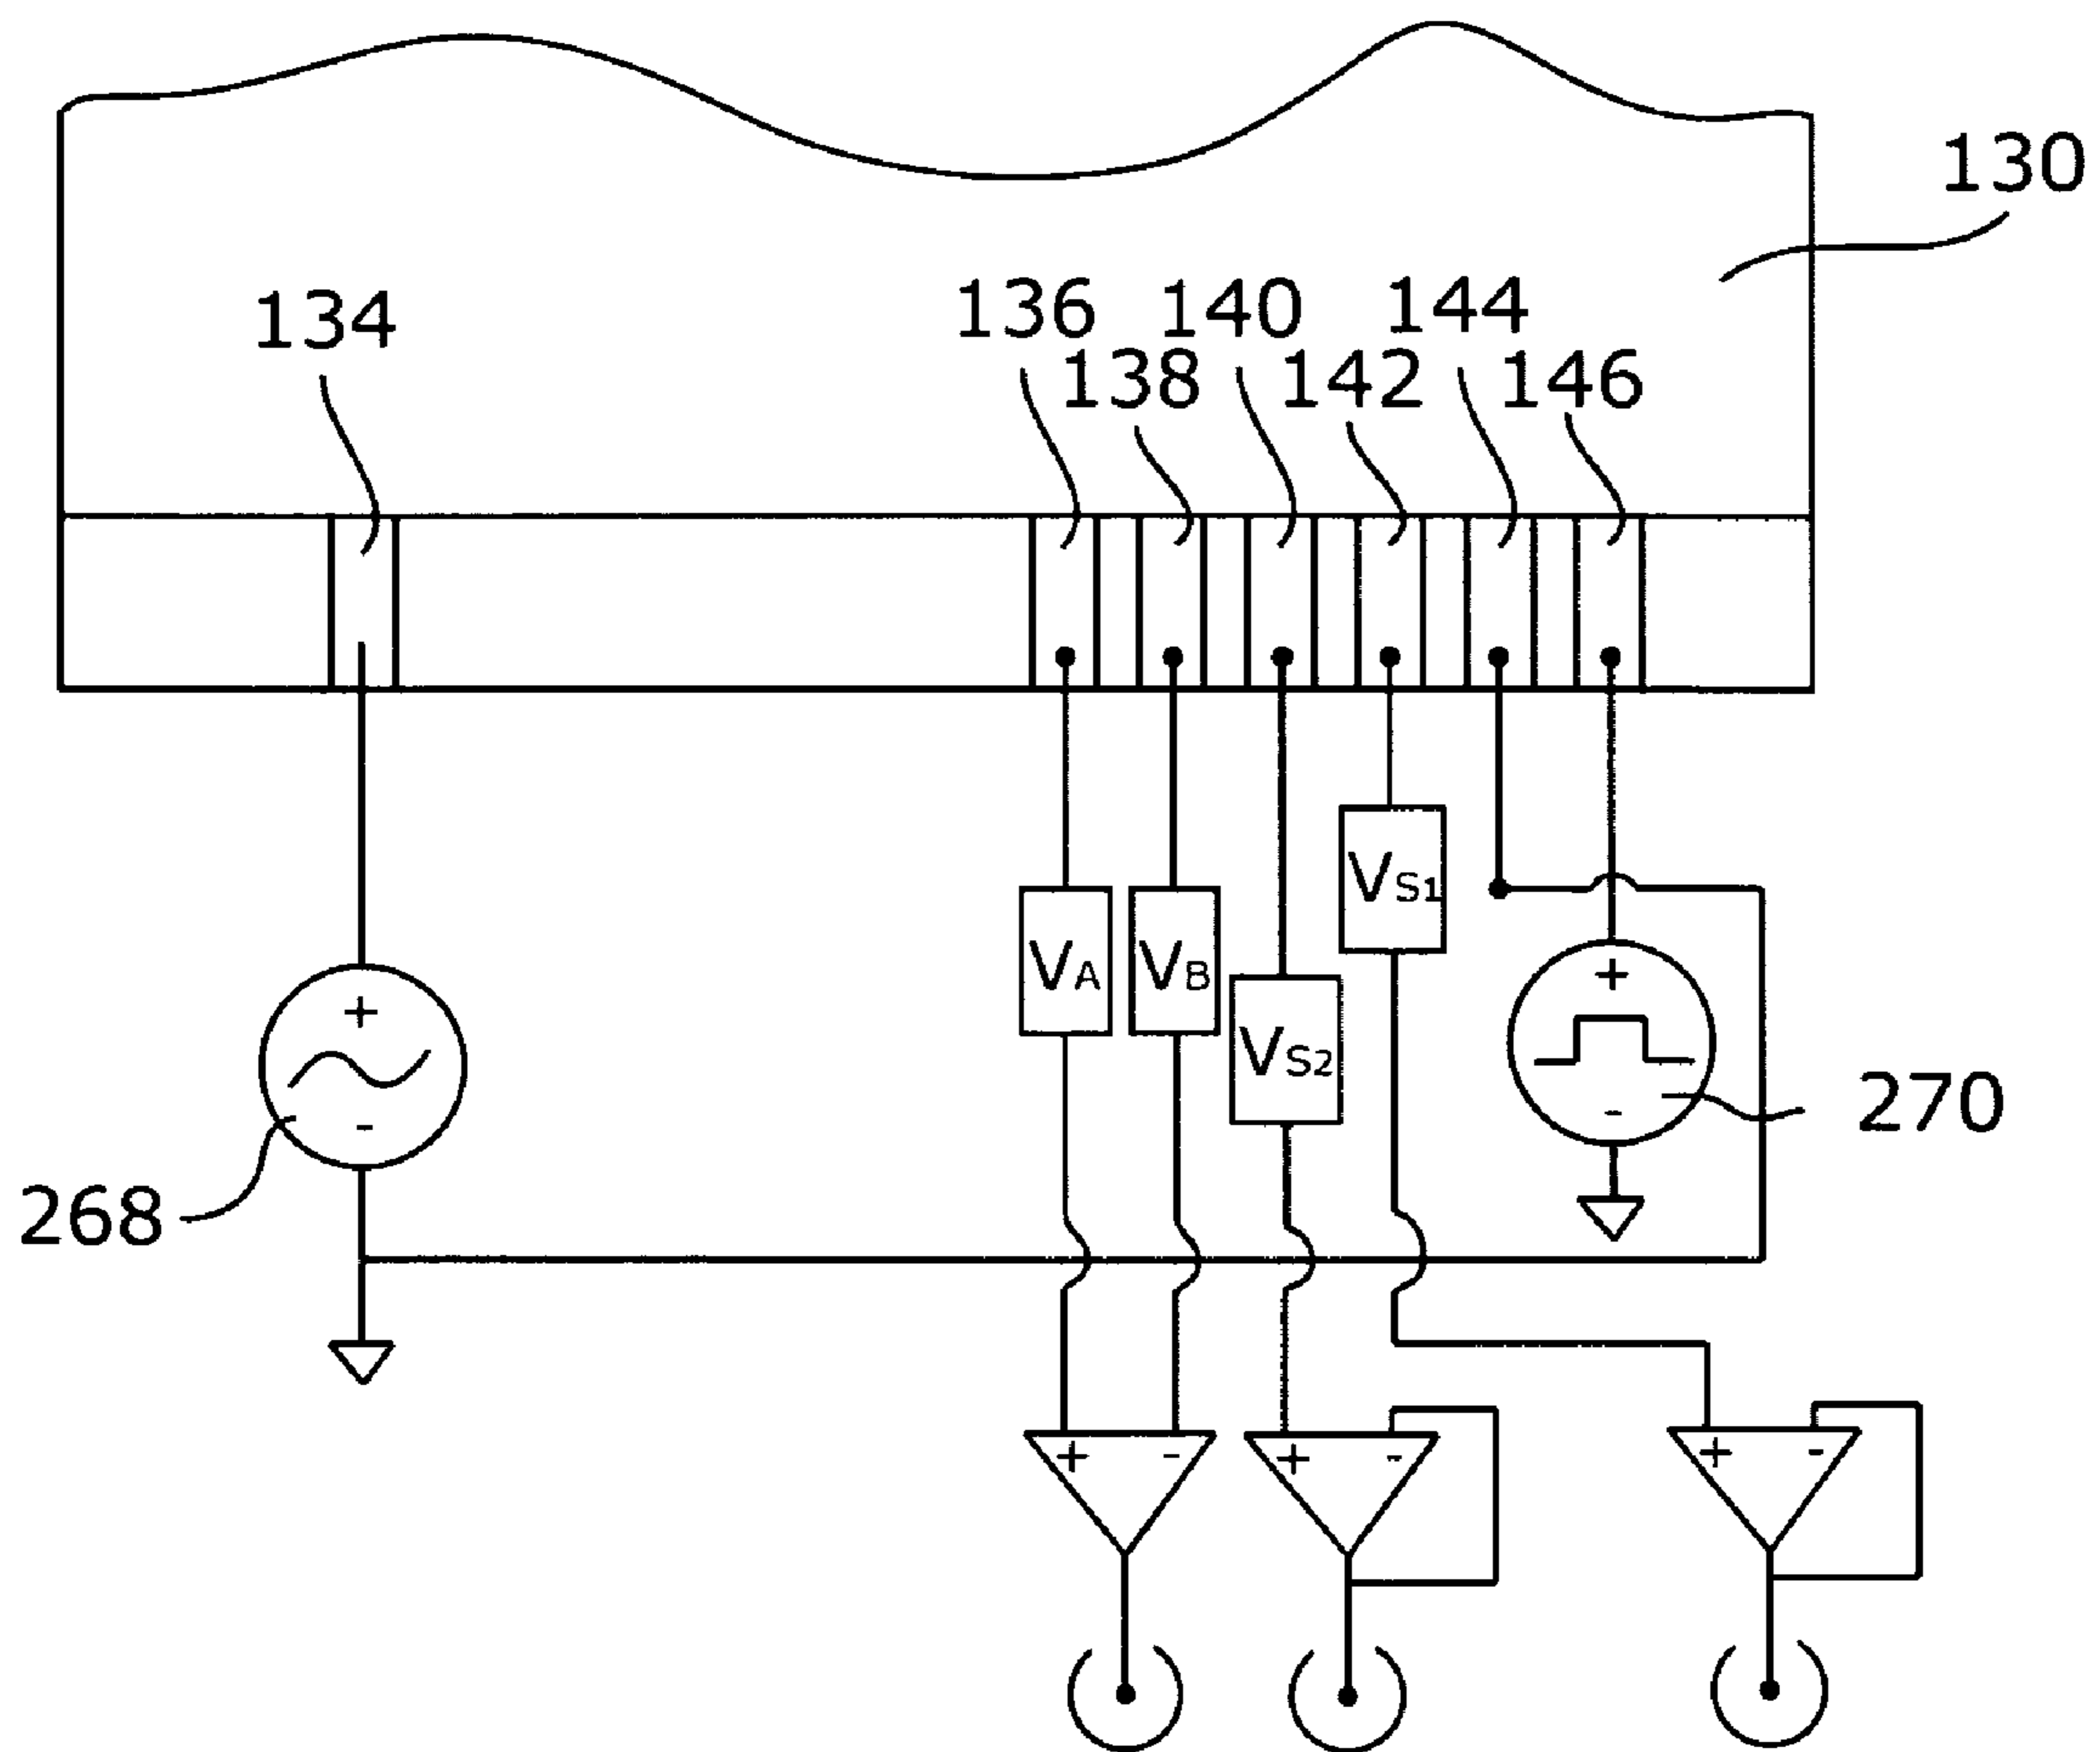 130
134
136 140 144
138 142 146
VS1
VA VB
VS2
+
+
-
-
270
268
+ -
+ -
+ -